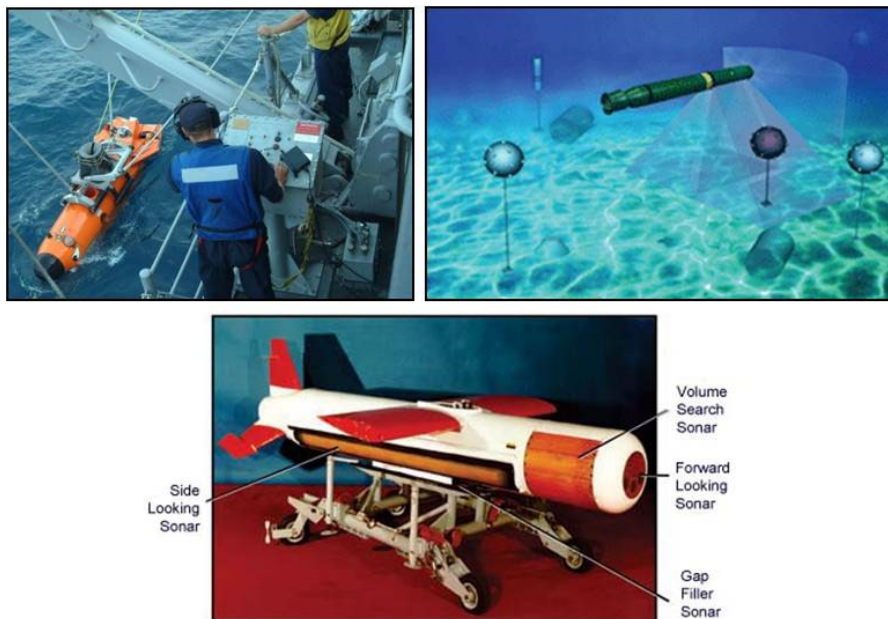 Volume
Search
Sonar
Forward
Looking
Sonar
Side
Looking
Sonar
Gap
Filler
Sonar